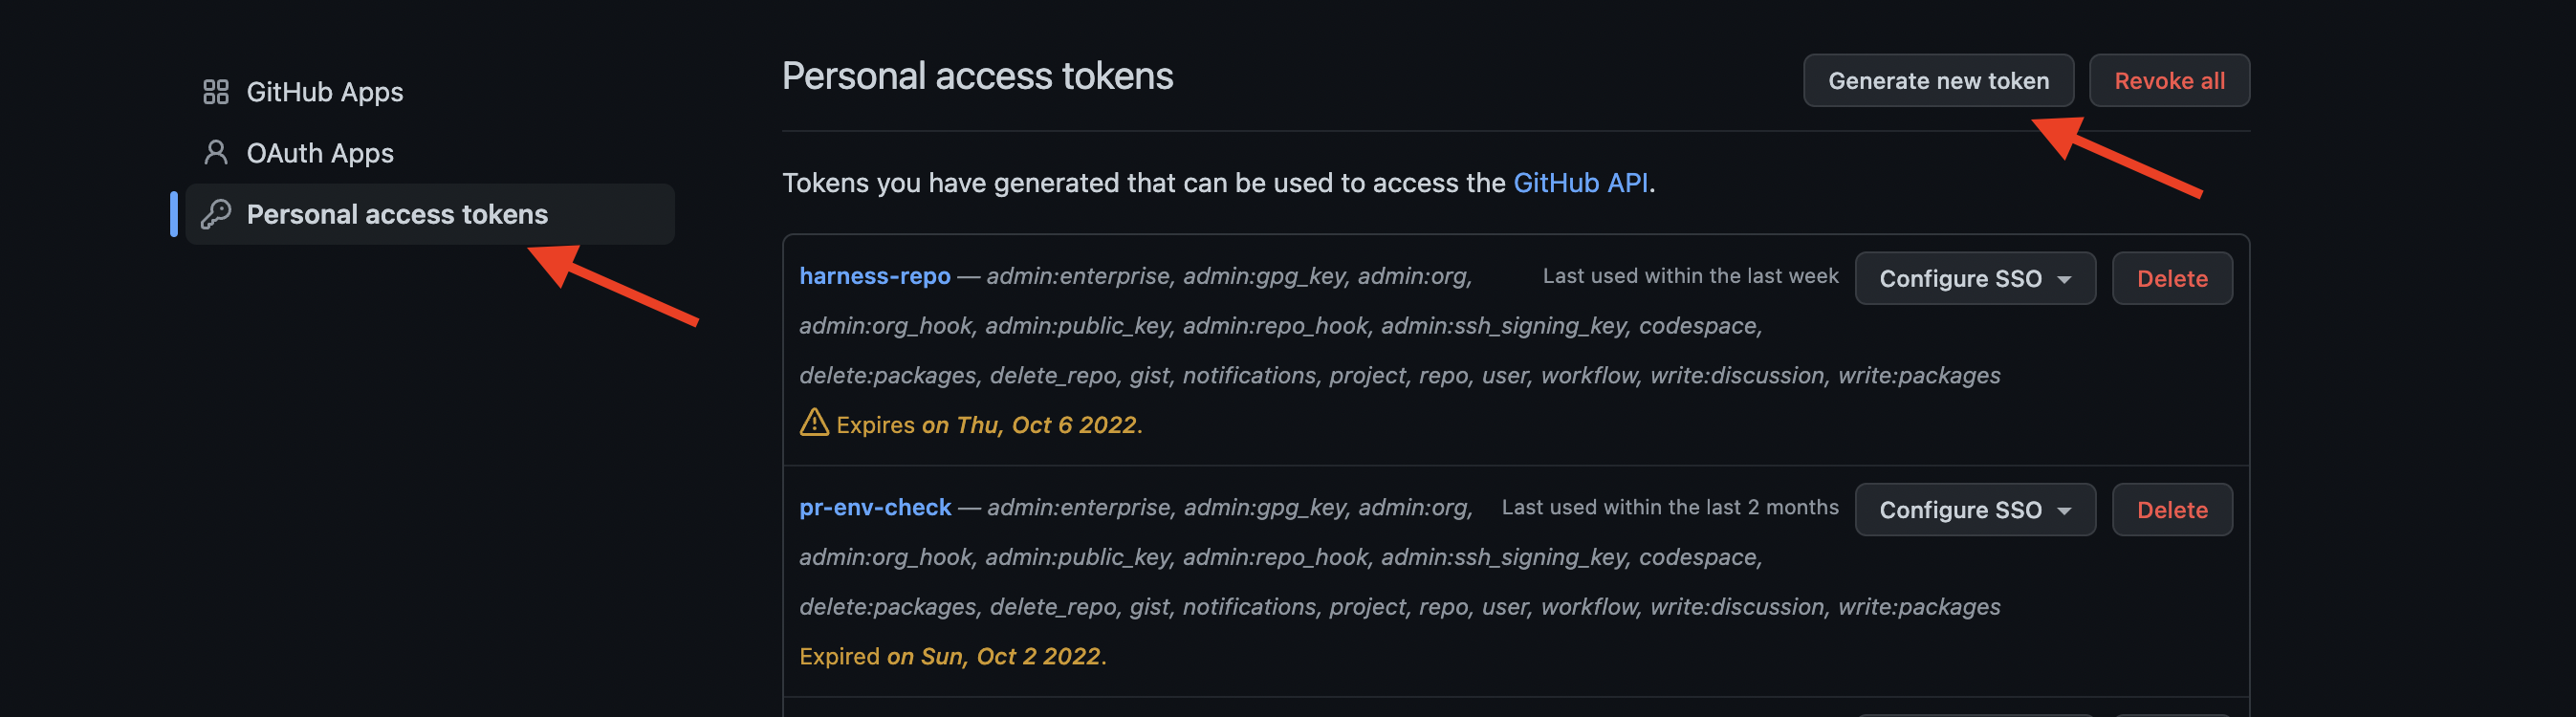 GitHub Apps
OAuth Apps
Personal access tokens
Personal access tokens
Generate new token
Revoke all
Tokens you have generated that can be used to access the GitHub API.
harness-repo — admin:enterprise, admin:gpg_key, admin:org,
Last used within the last week
Configure SSO
Delete
admin:org_hook, admin:public_key, admin:repo_hook, admin:ssh_signing_key, codespace,
delete:packages, delete_repo, gist, notifications, project, repo, user, workflow, write:discussion, write:packages
Expires on Thu, Oct 6 2022.
pr-env-check — admin:enterprise, admin:gpg_key, admin:org,
Last used within the last 2 months
Configure SSO
Delete
admin:org_hook, admin:public_key, admin:repo_hook, admin:ssh_signing_key, codespace,
delete:packages, delete_repo, gist, notifications, project, repo, user, workflow, write:discussion, write:packages
Expired on Sun, Oct 2 2022.